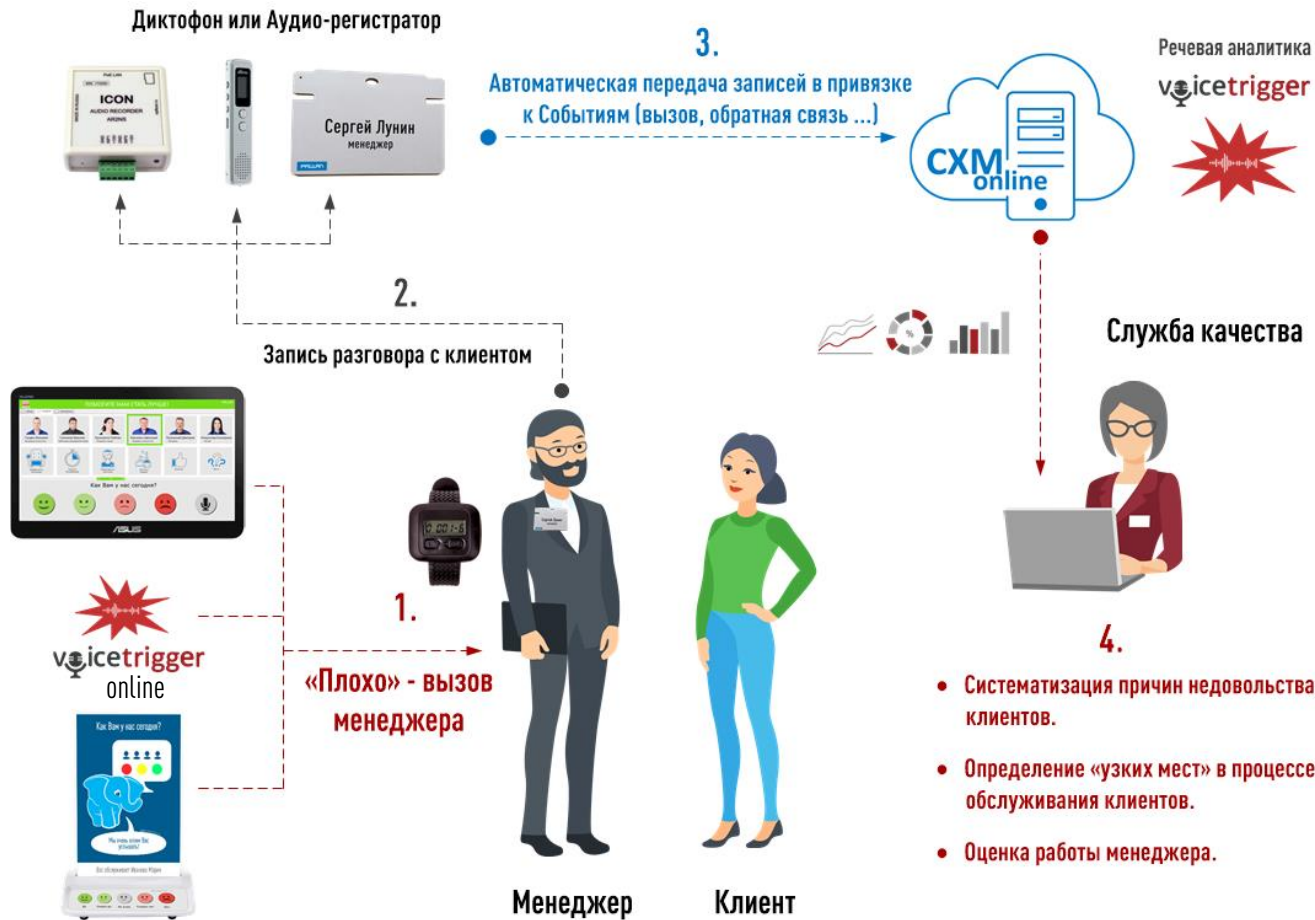 Диктофон или Аудио-регистратор
ICON
AUDIO RECORDER
Сергей Лунин
менеджер
3.
Автоматическая передача записей в привязке
к Событиям (вызов, обратная связь ...)
CXM
online
Речевая аналитика
voicetrigger
2.
Запись разговора с клиентом
%
Служба качества
Как Вам у нас сегодня?
ASUS
voicetrigger
online
1.
«Плохо» - вызов
менеджера
Как Вам у нас сегодня?
Сергей Лунин
4.
• Систематизация причин недовольства
клиентов.
• Определение «узких мест» в процессе
обслуживания клиентов.
• Оценка работы менеджера.
Менеджер
Клиент